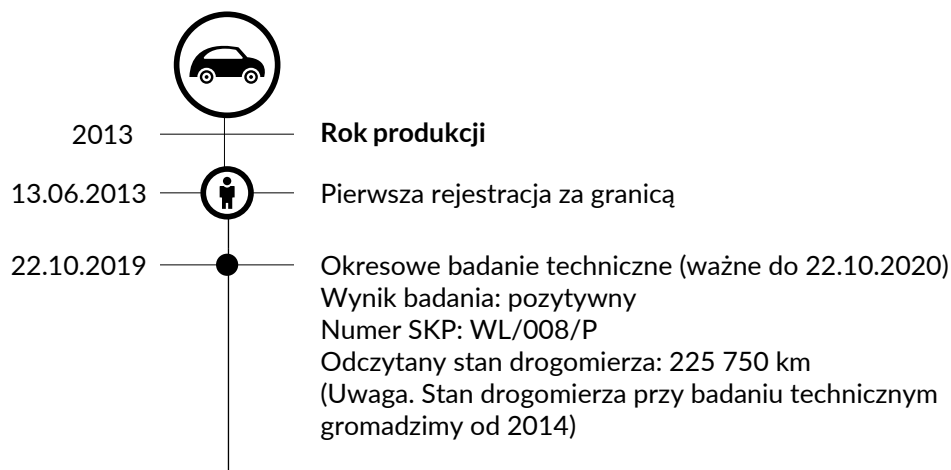 2013 Rok produkcji
13.06.2013 Pierwsza rejestracja za granicą
22.10.2019 Okresowe badanie techniczne (ważne do 22.10.2020)
Wynik badania: pozytywny
Numer SKP: WL/008/P
Odczytany stan drogomierza: 225 750 km
(Uwaga. Stan drogomierza przy badaniu technicznym
gromadzimy od 2014)